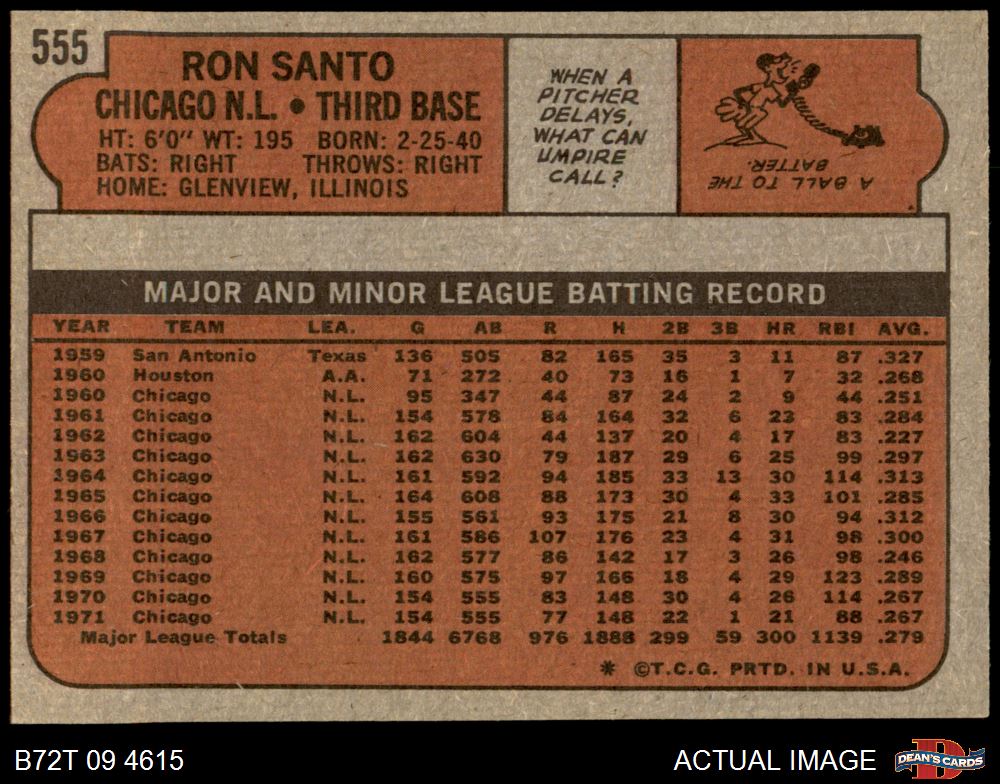 555
RON SANTO
CHICAGO N.L. • THIRD BASE
HT: 6'0" WT: 195 BORN: 2-25-40
BATS: RIGHT THROWS: RIGHT
HOME: GLENVIEW, ILLINOIS
WHEN A
PITCHER
DELAYS,
WHAT CAN
UMPIRE
CALL?
A BALL TO THE
BATTER.
MAJOR AND MINOR LEAGUE BATTING RECORD
YEAR TEAM LEA. G AB R H 2B 3B HR RBI AVG.
1959 San Antonio Texas 136 505 82 165 35 3 11 87 .327
1960 Houston A.A. 71 272 40 73 16 1 7 32 .268
1960 Chicago N.L. 95 347 44 87 24 2 9 44 .251
1961 Chicago N.L. 154 578 84 164 32 6 23 83 .284
1962 Chicago N.L. 162 604 44 137 20 4 17 83 .227
1963 Chicago N.L. 162 630 79 187 29 6 25 99 .297
1964 Chicago N.L. 161 592 94 185 33 13 30 114 .313
1965 Chicago N.L. 164 608 88 173 30 4 33 101 .285
1966 Chicago N.L. 155 561 93 175 21 8 30 94 .312
1967 Chicago N.L. 161 586 107 176 23 4 31 98 .300
1968 Chicago N.L. 162 577 86 142 17 3 26 98 .246
1969 Chicago N.L. 160 575 97 166 18 4 29 123 .289
1970 Chicago N.L. 154 555 83 148 30 4 26 114 .267
1971 Chicago N.L. 154 555 77 148 22 1 21 88 .267
Major League Totals 1844 6768 976 1888 299 59 300 1139 .279
* ©T.C.G. PRTD. IN U.S.A.
B72T 09 4615
ACTUAL IMAGE
D
DEAN'S CARDS